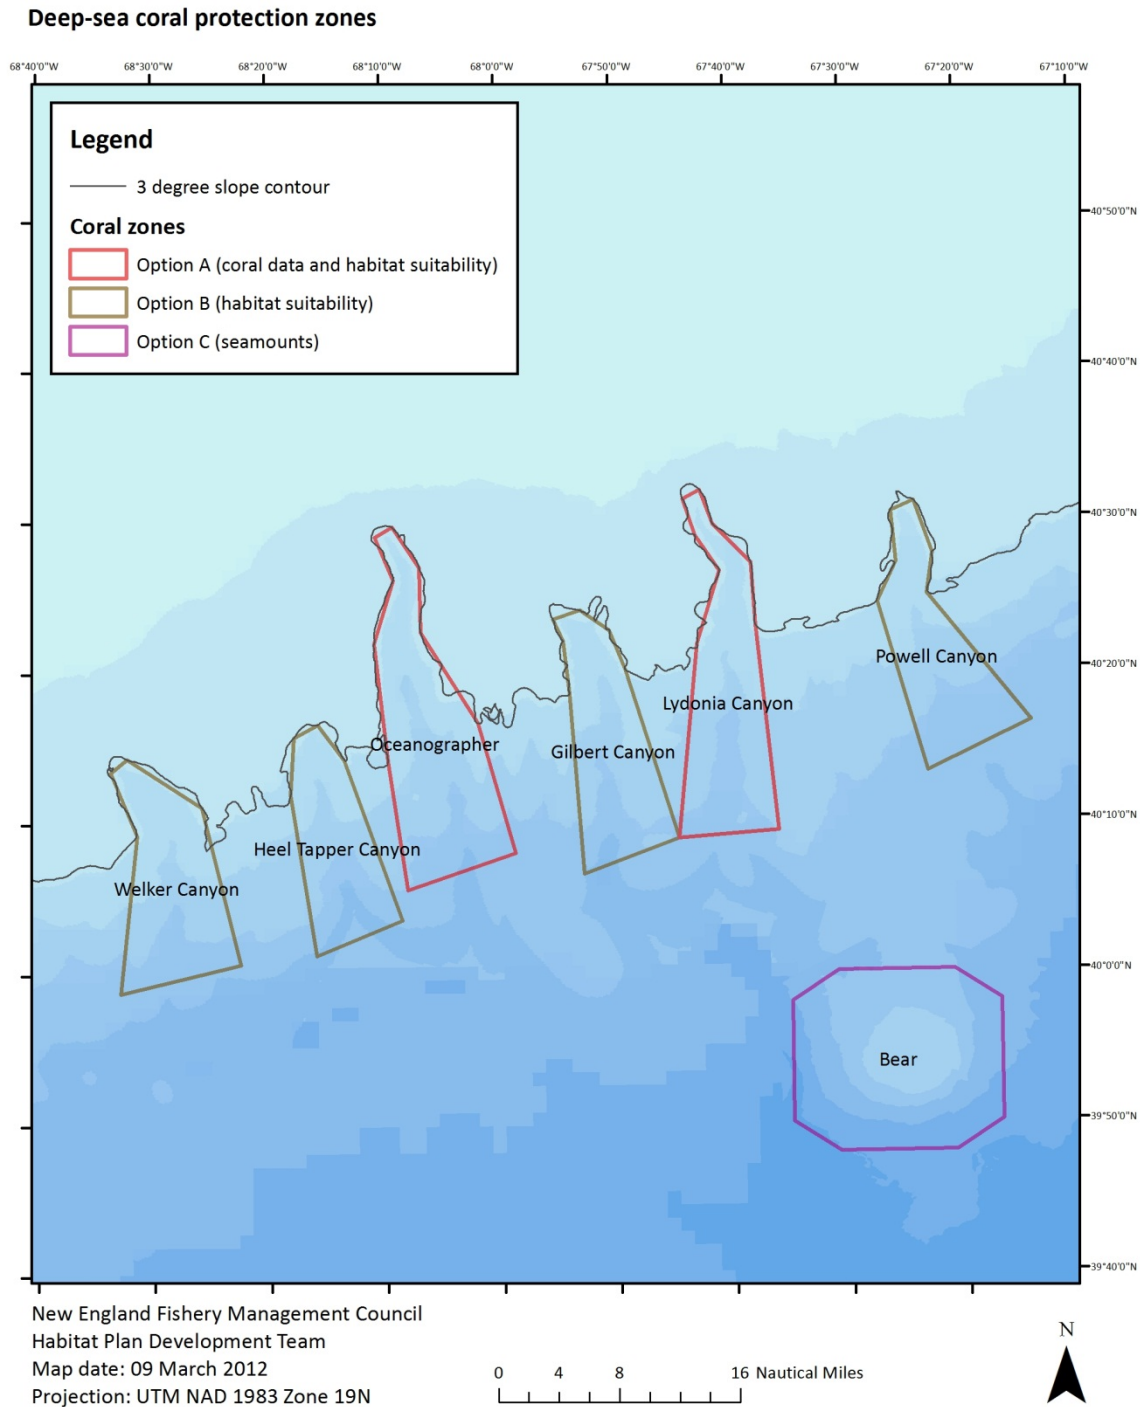 Deep-sea coral protection zones
68°40'0"W 68°30'0"W 68°20'0"W 68°10'0"W 68°0'0"W 67°50'0"W 67°40'0"W 67°30'0"W 67°20'0"W 67°10'0"W
Legend
3 degree slope contour
Coral zones
Option A (coral data and habitat suitability)
Option B (habitat suitability)
Option C (seamounts)
40°50'0"N
40°40'0"N
40°30'0"N
40°20'0"N
40°10'0"N
40°0'0"N
39°50'0"N
39°40'0"N
Powell Canyon
Lydonia Canyon
Oceanographer
Gilbert Canyon
Heel Tapper Canyon
Welker Canyon
Bear
New England Fishery Management Council
Habitat Plan Development Team
Map date: 09 March 2012
Projection: UTM NAD 1983 Zone 19N
0 4 8 16 Nautical Miles
N